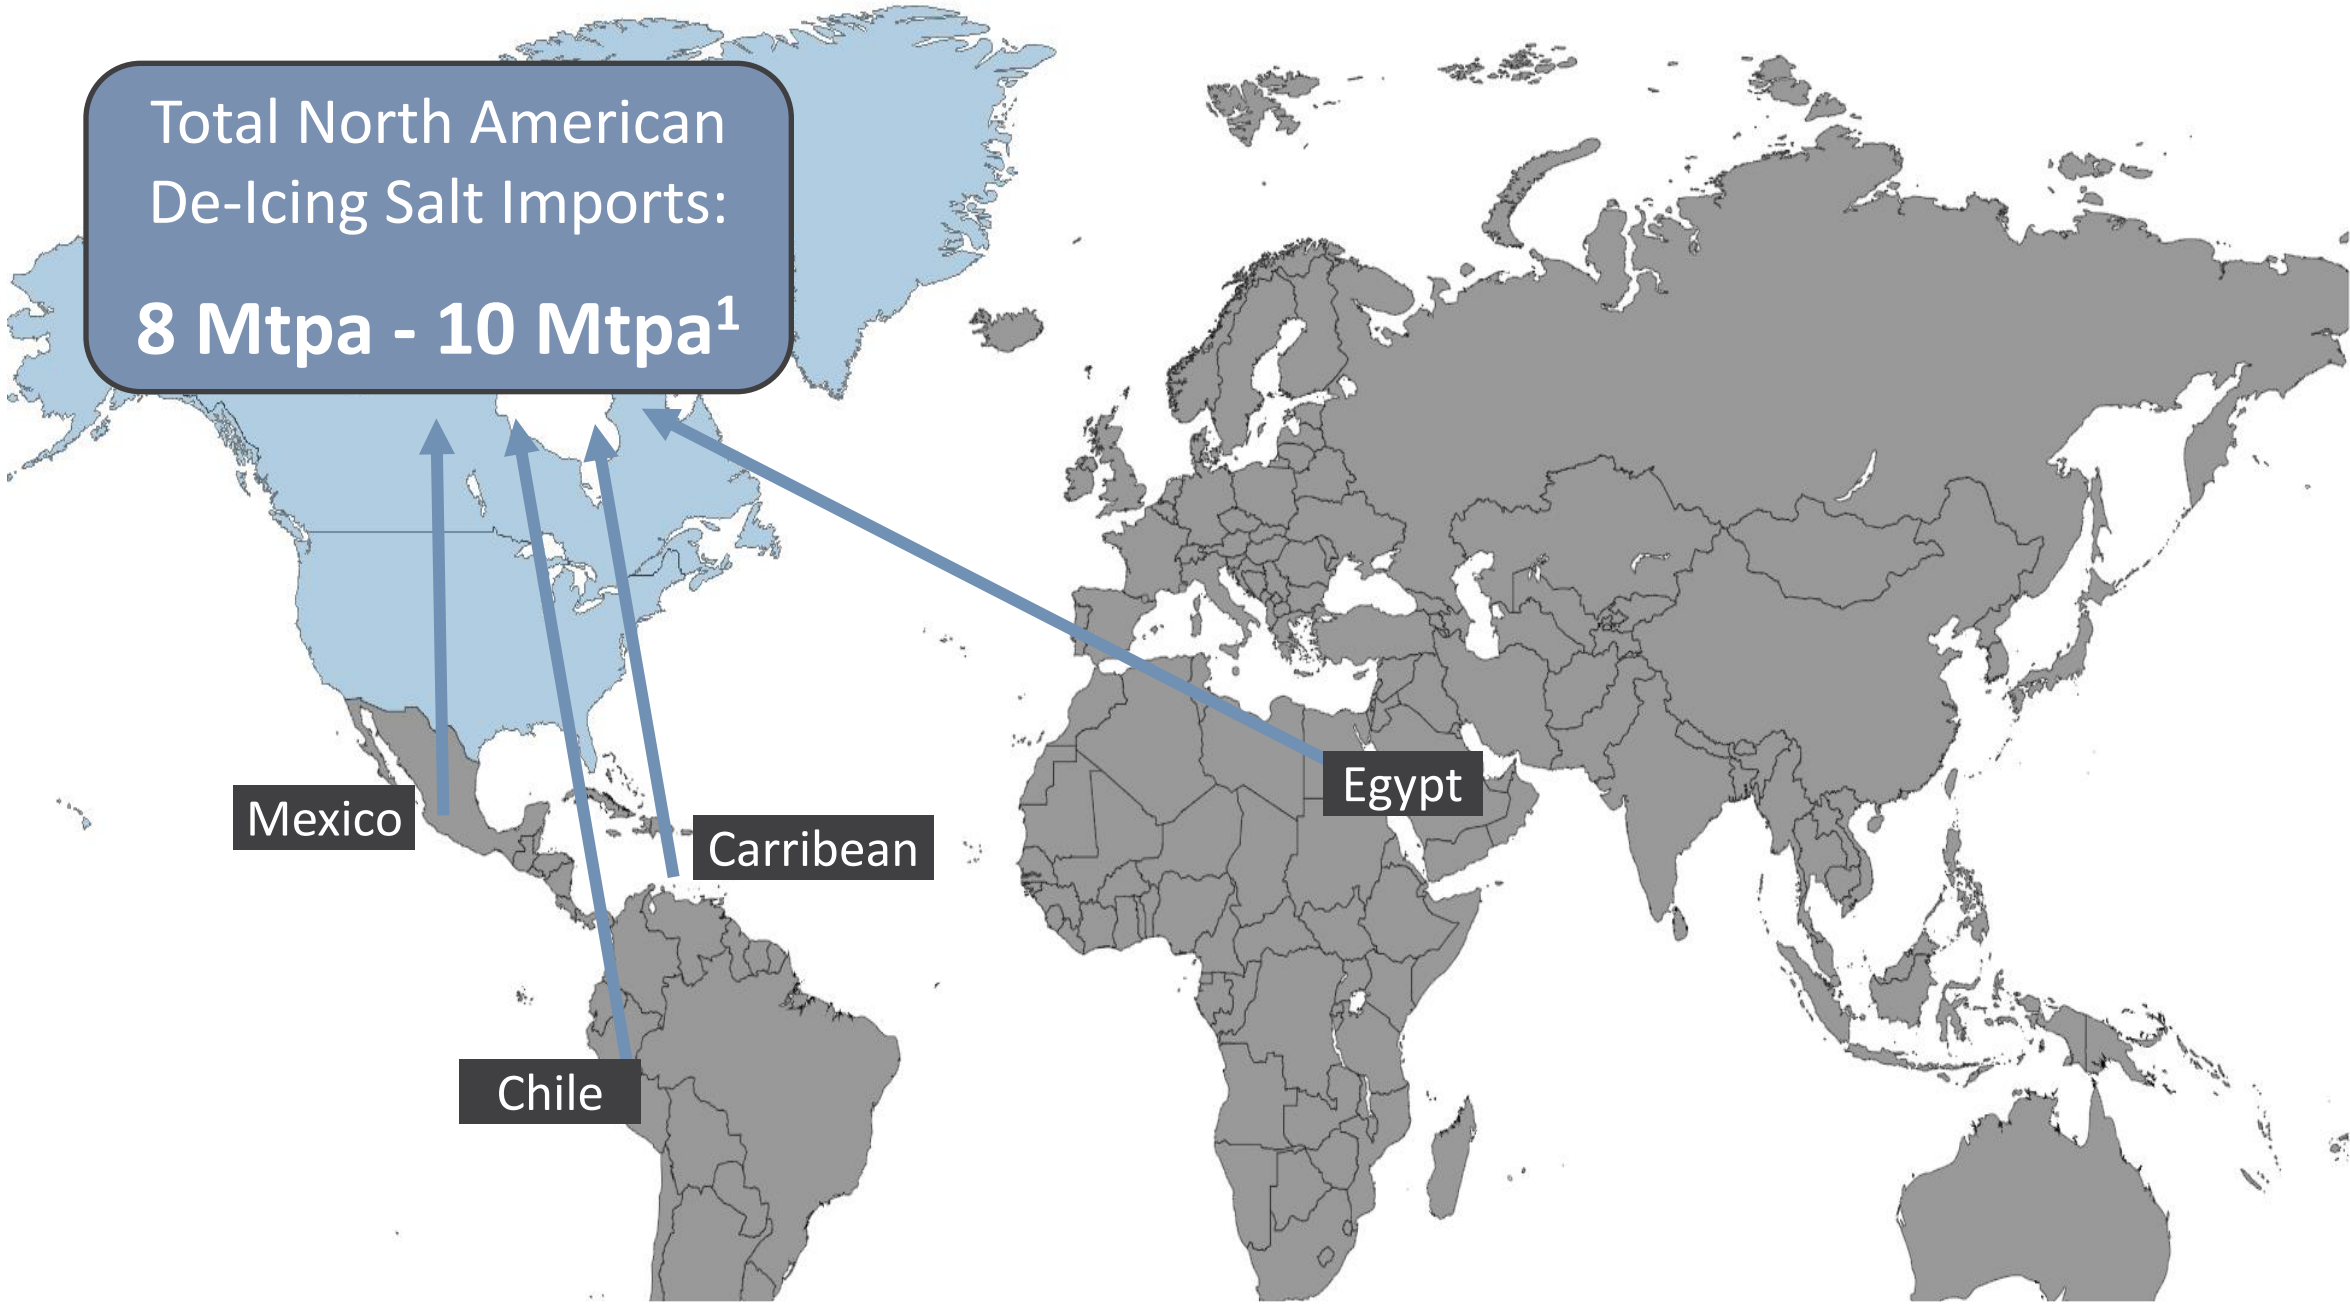 Total North American
De-Icing Salt Imports:
8 Mtpa - 10 Mtpa¹
Mexico
Carribean
Egypt
Chile